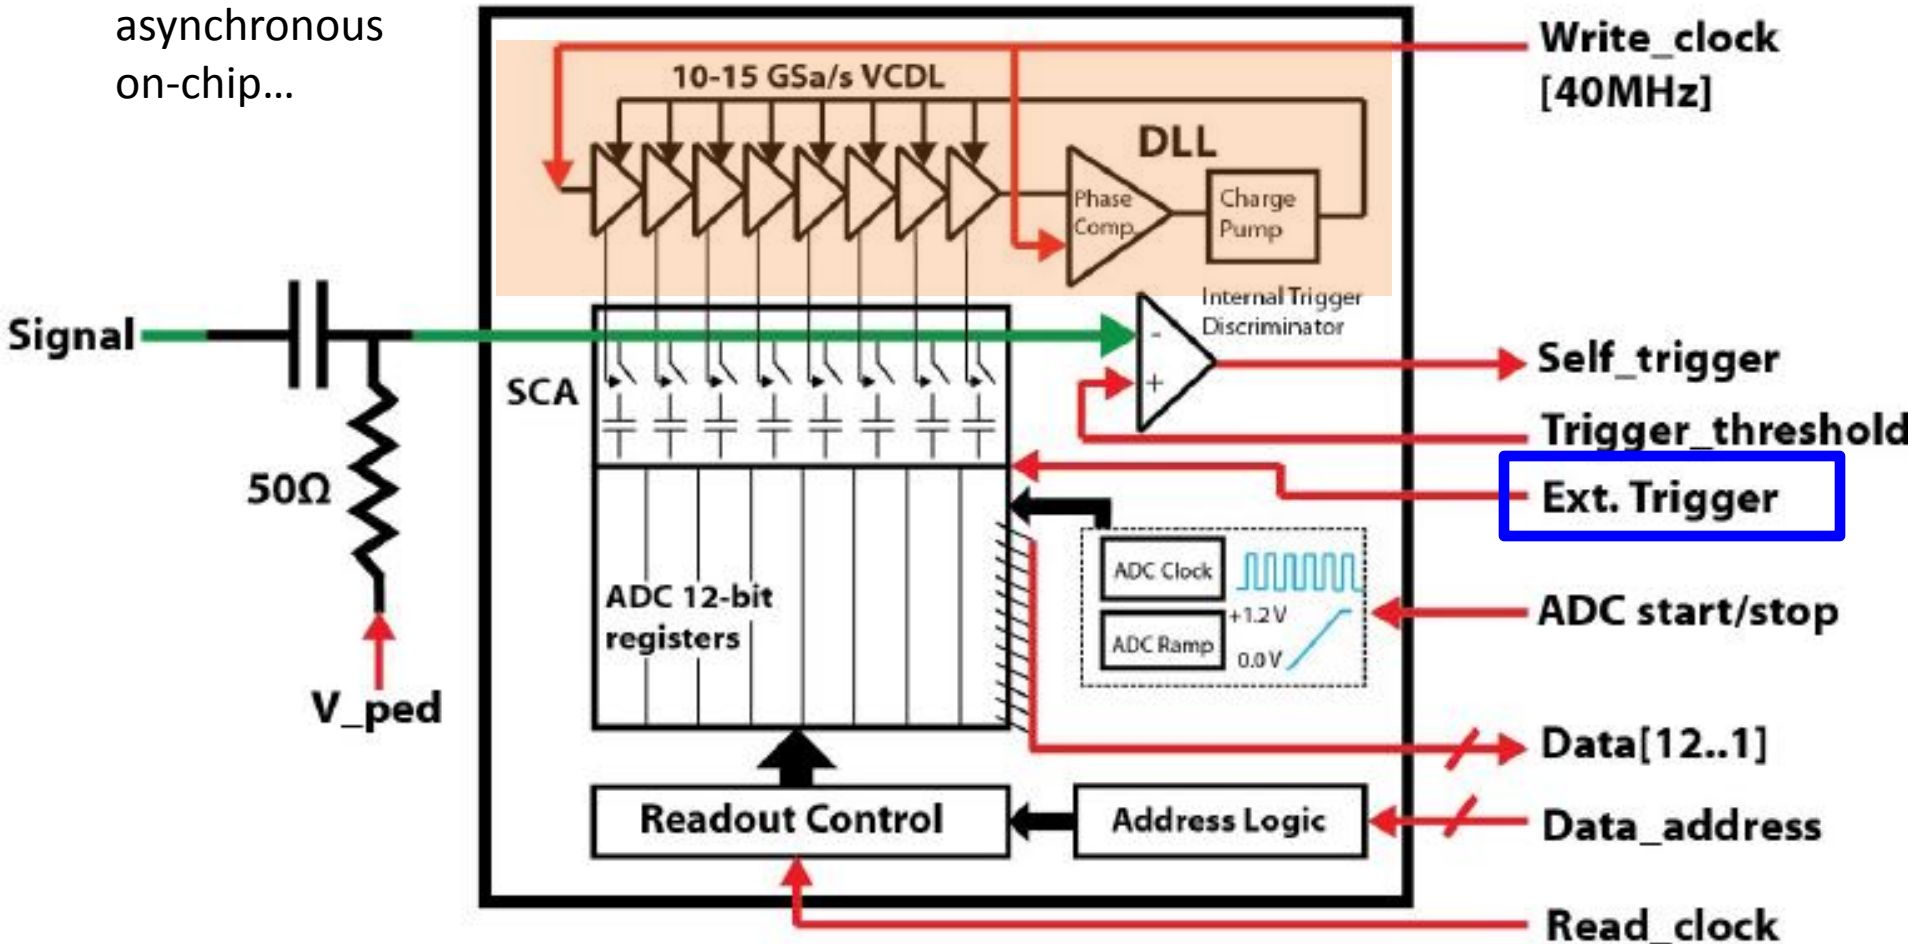 asynchronous
on-chip...
Write_clock
[40MHz]
10-15 GSa/s VCDL
DLL
Phase
Comp.
Charge
Pump
Internal Trigger
Discriminator
Signal
-
+
Self_trigger
SCA
Trigger_threshold
50Ω
Ext. Trigger
ADC 12-bit
registers
ADC Clock
+1.2 V
ADC Ramp
0.0 V
ADC start/stop
V_ped
Data[12..1]
Readout Control
Address Logic
Data_address
Read_clock